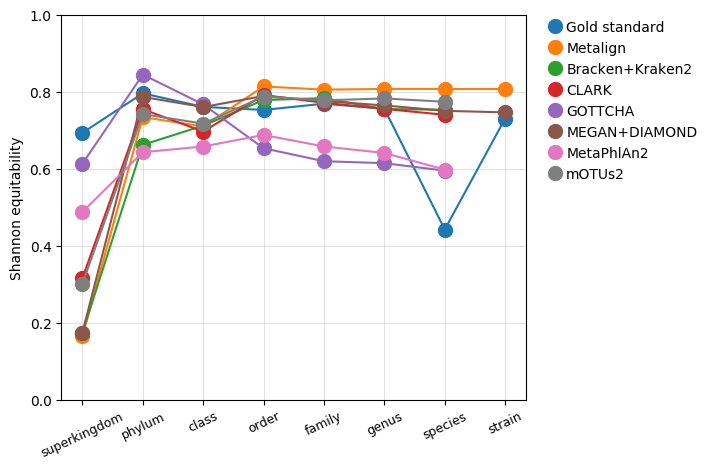 1.0
0.8
0.6
0.4
0.2
0.0
Shannon equitability
superkingdom
phylum
class
order
family
genus
species
strain
Gold standard
Metalign
Bracken+Kraken2
CLARK
GOTTCHA
MEGAN+DIAMOND
MetaPhlAn2
mOTUs2